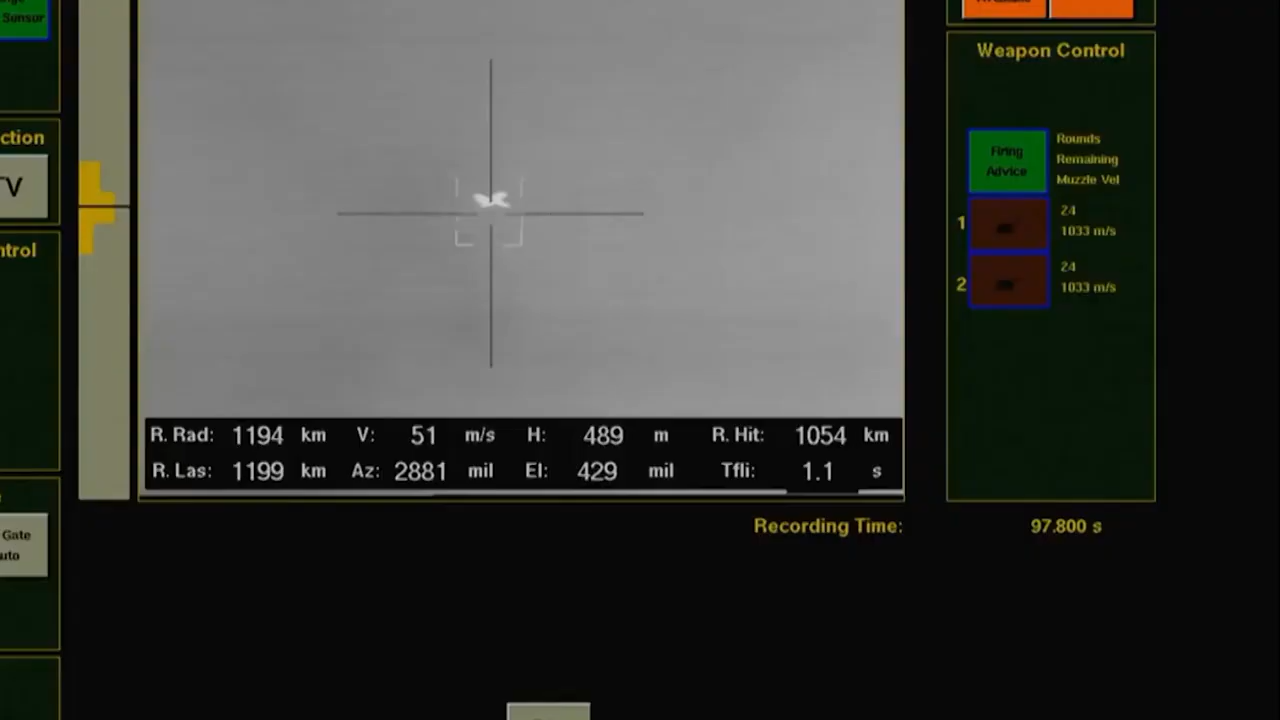 Sensor
Weapon Control
ction
TV
Firing
Advice
Rounds
Remaining
Muzzle Vel
ntrol
1
24
1033 m/s
2
24
1033 m/s
R. Rad: 1194 km V: 51 m/s H: 489 m R. Hit: 1054 km
R. Las: 1199 km Az: 2881 mil El: 429 mil Tfli: 1.1 s
Recording Time: 97.800 s
Gate
uto